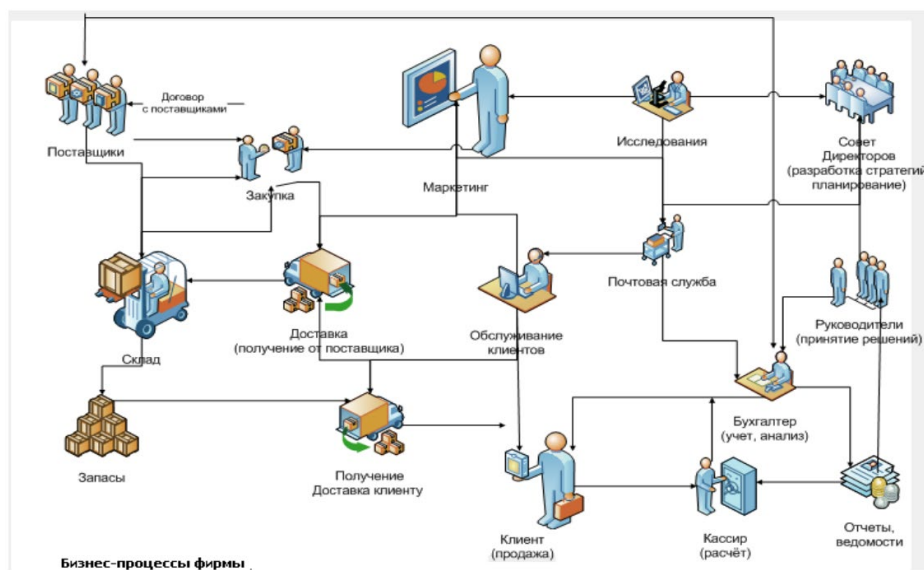 Договор
с поставщиками
Поставщики
Закупка
Маркетинг
Исследования
Совет
Директоров
(разработка стратегий
планирование)
Склад
Доставка
(получение от поставщика)
Обслуживание
клиентов
Почтовая служба
Руководители
(принятие решений)
Запасы
Получение
Доставка клиенту
Бухгалтер
(учет, анализ)
Клиент
(продажа)
Кассир
(расчёт)
Отчеты,
ведомости
Бизнес-процессы фирмы